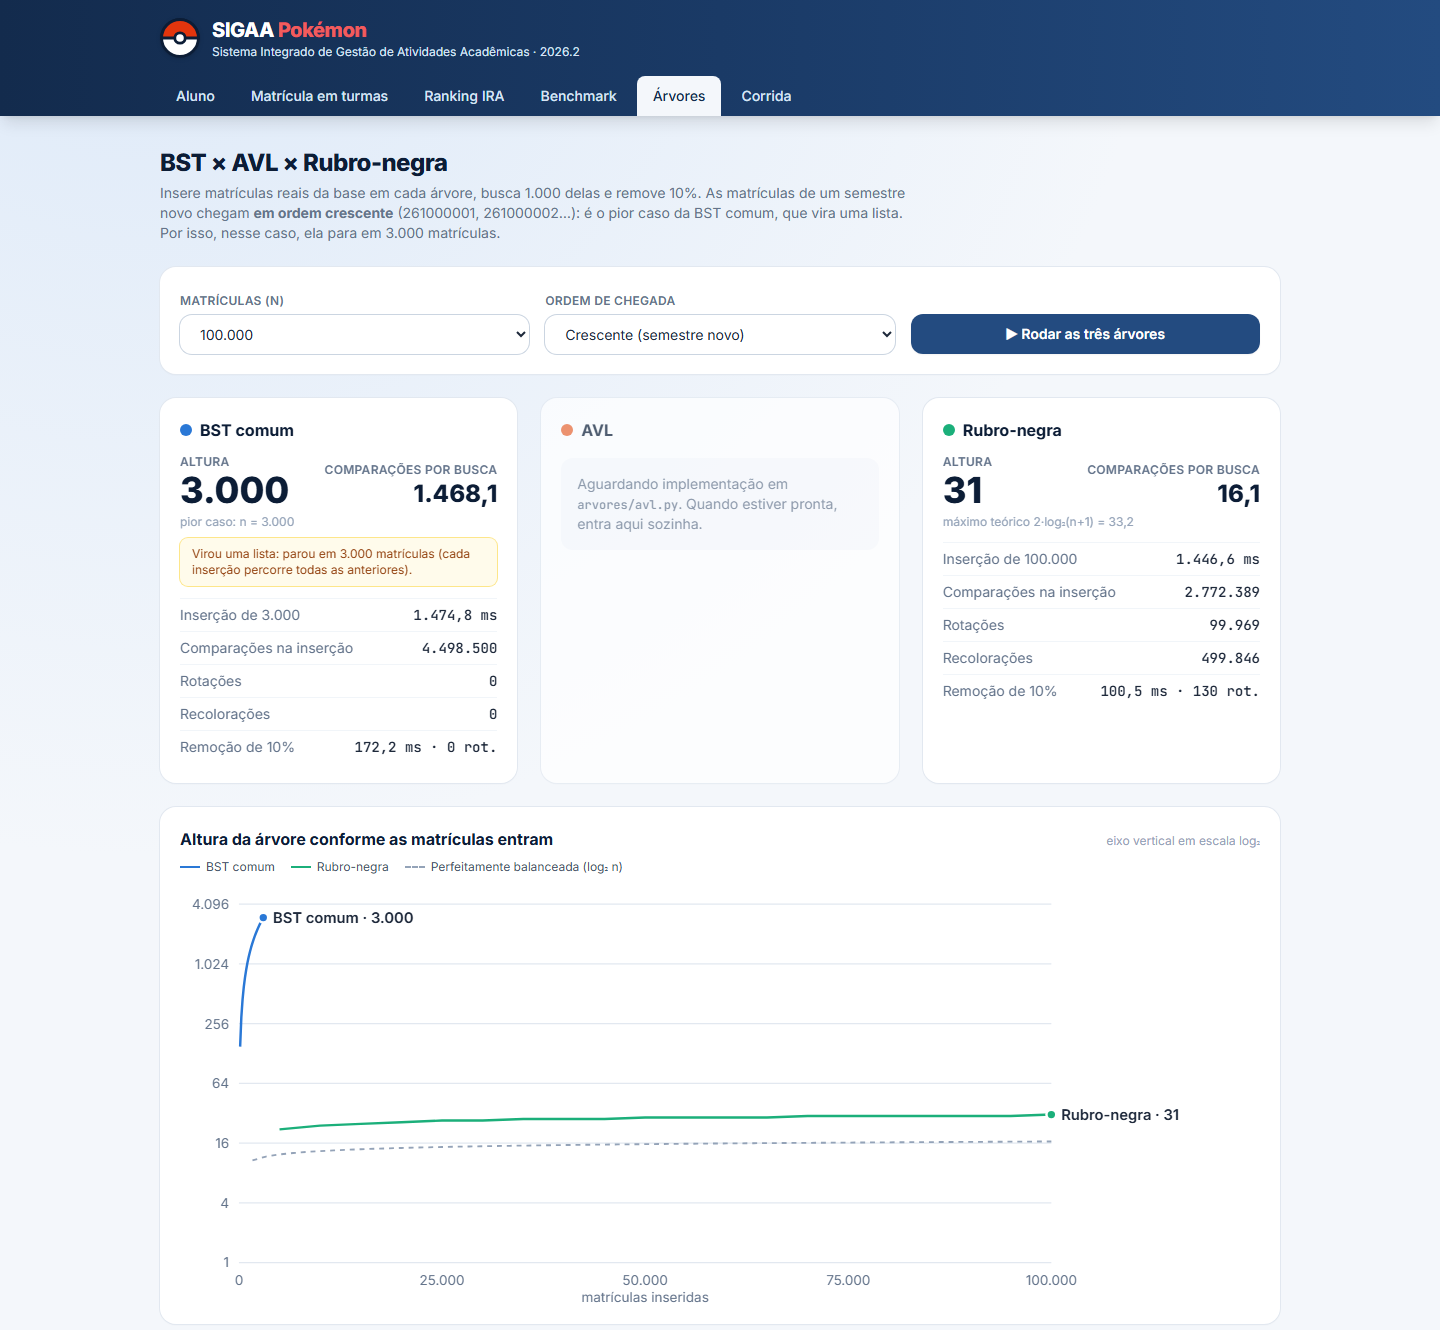 SIGAA Pokémon
Sistema Integrado de Gestão de Atividades Acadêmicas · 2026.2
Aluno
Matrícula em turmas
Ranking IRA
Benchmark
Árvores
Corrida
BST × AVL × Rubro-negra
Insere matrículas reais da base em cada árvore, busca 1.000 delas e remove 10%. As matrículas de um semestre
novo chegam em ordem crescente (261000001, 261000002...): é o pior caso da BST comum, que vira uma lista.
Por isso, nesse caso, ela para em 3.000 matrículas.
MATRÍCULAS (N)
100.000
ORDEM DE CHEGADA
Crescente (semestre novo)
▶ Rodar as três árvores
BST comum
ALTURA
3.000
COMPARAÇÕES POR BUSCA
1.468,1
pior caso: n = 3.000
Virou uma lista: parou em 3.000 matrículas (cada
inserção percorre todas as anteriores).
Inserção de 3.000 1.474,8 ms
Comparações na inserção 4.498.500
Rotações 0
Recolorações 0
Remoção de 10% 172,2 ms · 0 rot.
AVL
Aguardando implementação em
arvores/avl.py. Quando estiver pronta,
entra aqui sozinha.
Rubro-negra
ALTURA
31
COMPARAÇÕES POR BUSCA
16,1
máximo teórico 2·log₂(n+1) = 33,2
Inserção de 100.000 1.446,6 ms
Comparações na inserção 2.772.389
Rotações 99.969
Recolorações 499.846
Remoção de 10% 100,5 ms · 130 rot.
Altura da árvore conforme as matrículas entram
eixo vertical em escala log₂
BST comum
Rubro-negra
Perfeitamente balanceada (log₂ n)
4.096
1.024
256
64
16
4
1
BST comum · 3.000
Rubro-negra · 31
0
25.000
50.000
75.000
100.000
matrículas inseridas